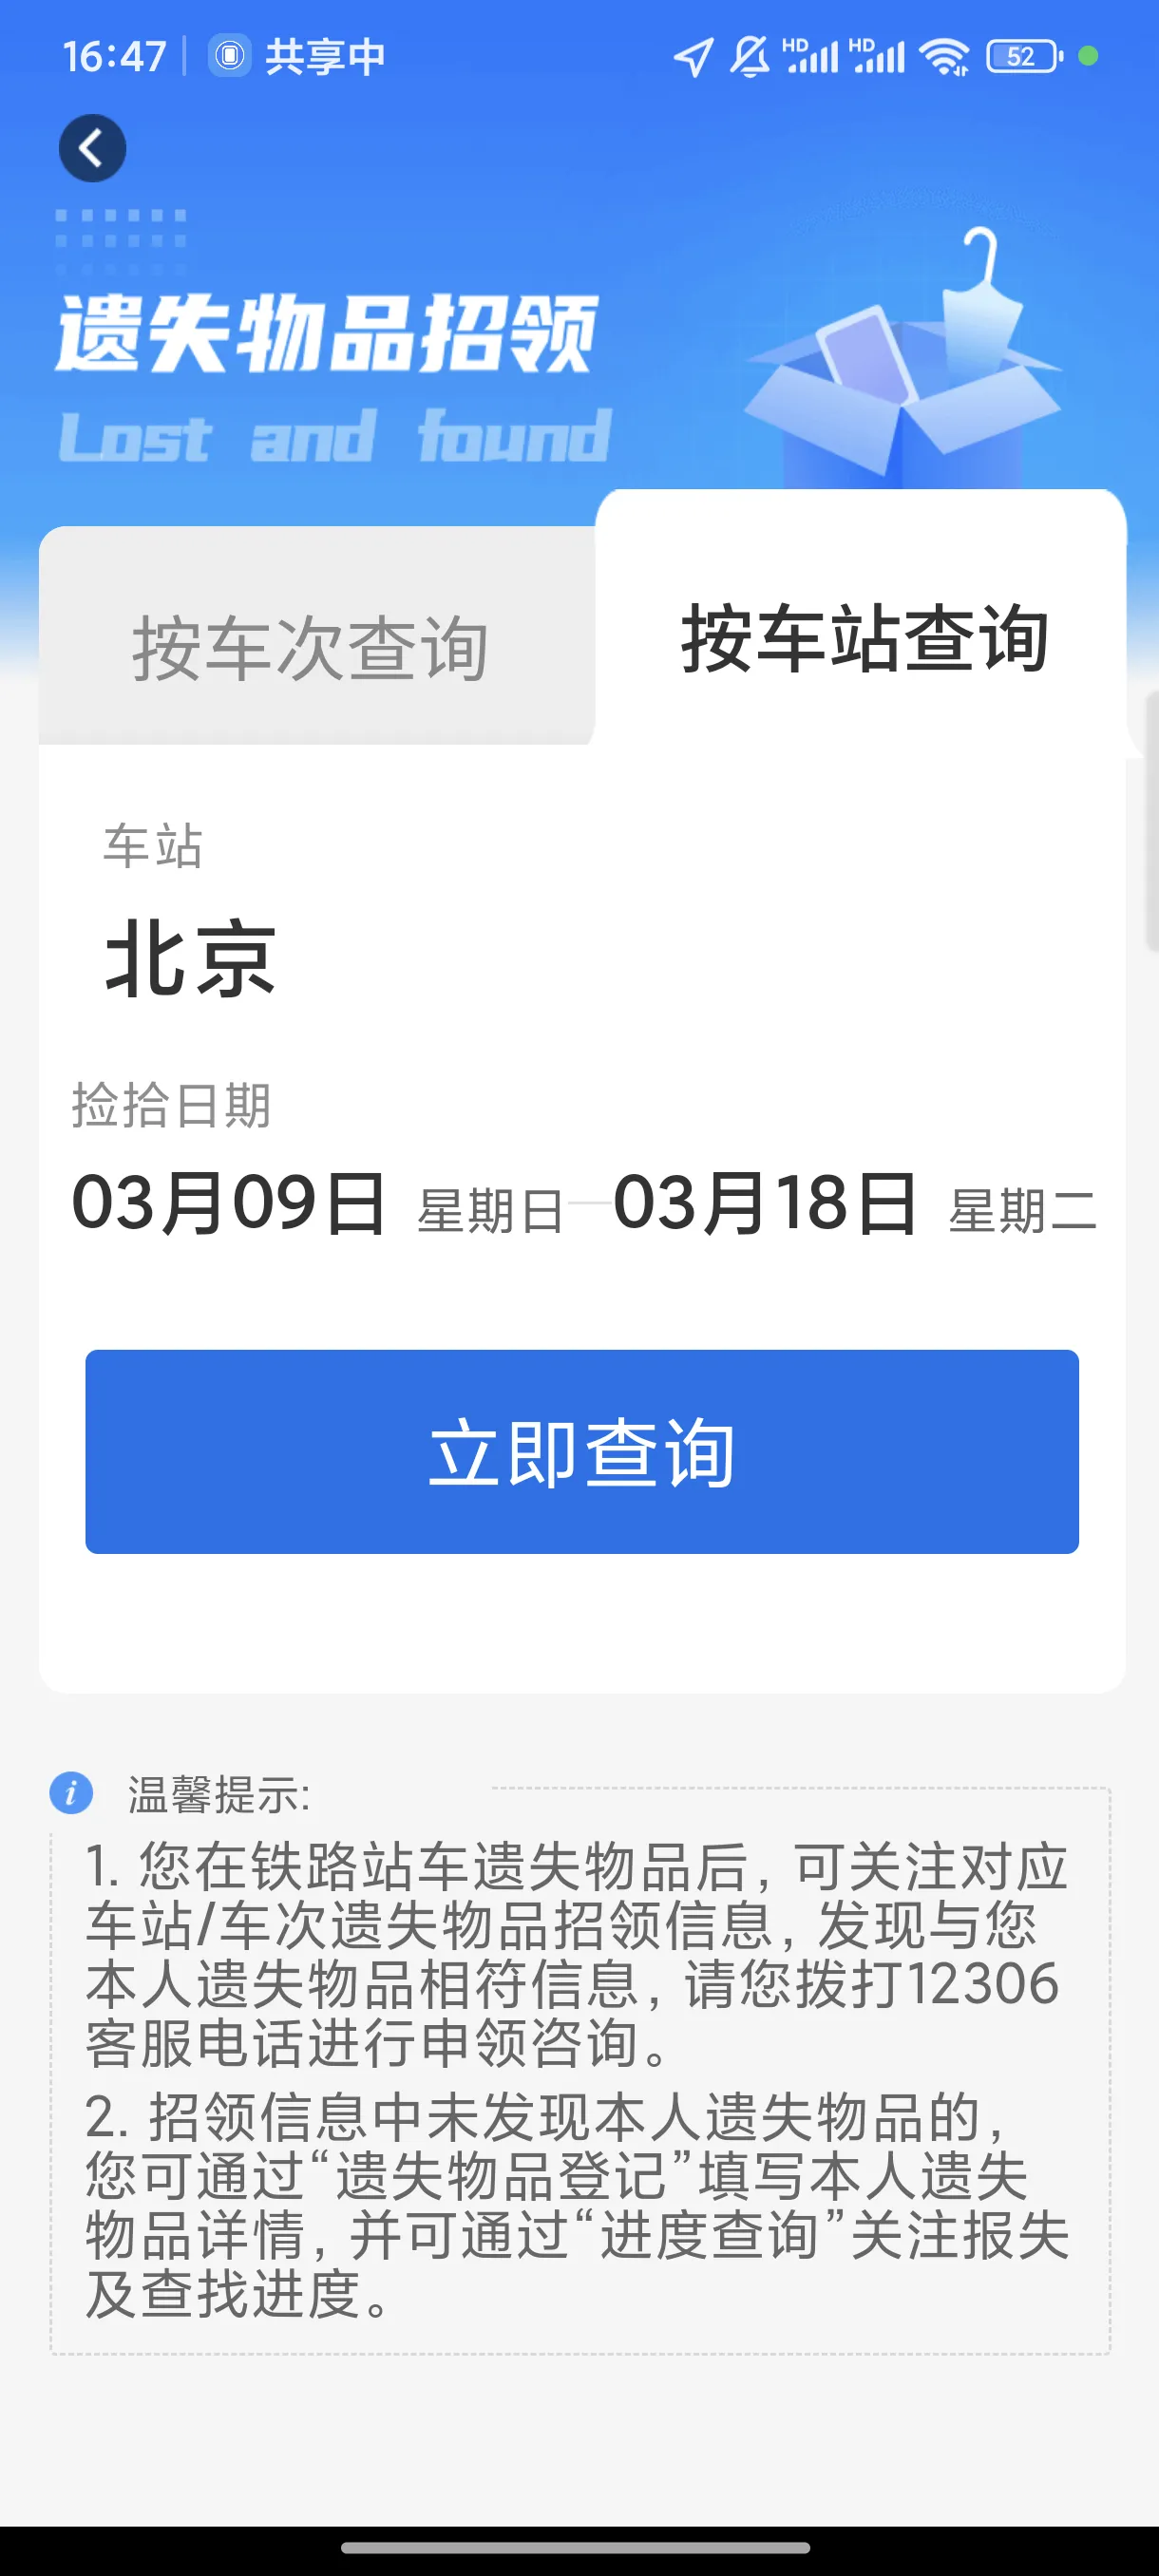 16:47 共享中 HD HD 52
遗失物品招领
Lost and found
按车次查询 按车站查询
车站
北京
捡拾日期
03月09日 星期日 03月18日 星期二
立即查询
温馨提示:
1. 您在铁路站车遗失物品后, 可关注对应
车站/车次遗失物品招领信息, 发现与您
本人遗失物品相符信息, 请您拨打12306
客服电话进行申领咨询。
2. 招领信息中未发现本人遗失物品的,
您可通过“遗失物品登记”填写本人遗失
物品详情, 并可通过“进度查询”关注报失
及查找进度。